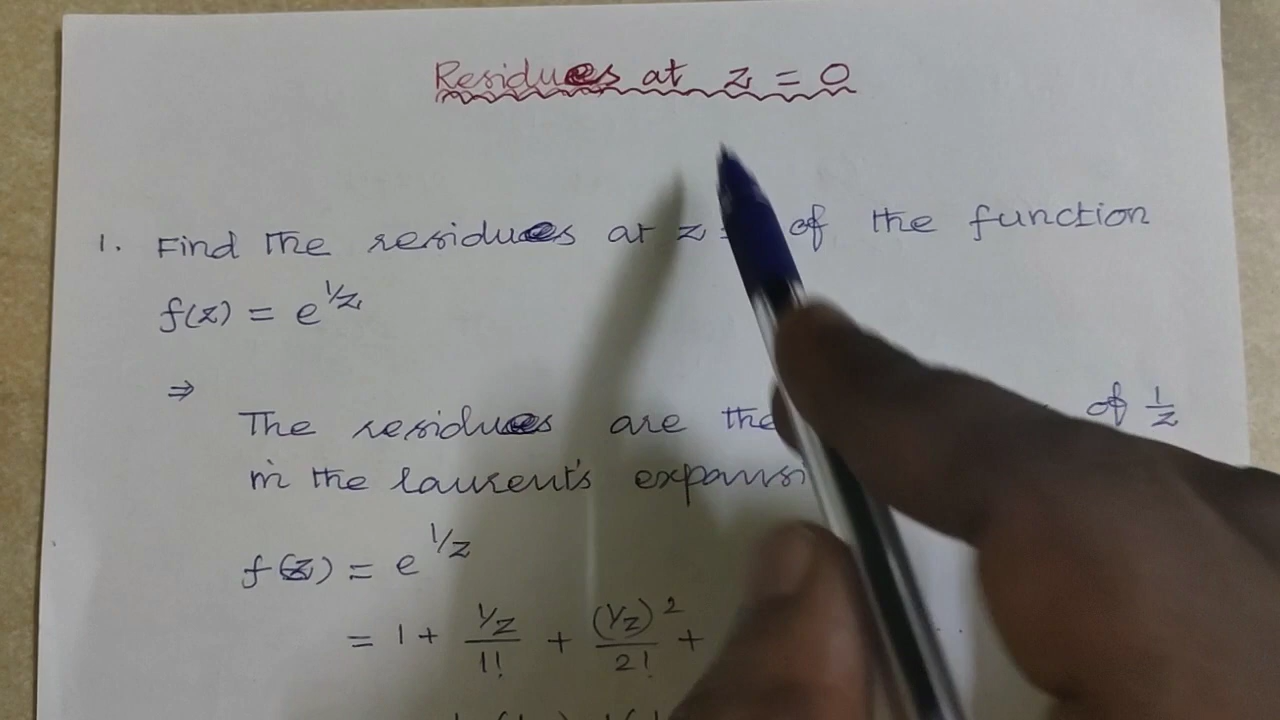 Residues at z = 0
1. Find the residues at z of the function
f(z) = e^1/z
⇒
The residues are the of 1/z
in the laurent's
f(z) = e^1/z
= 1 + (1/z)/1! + (1/z)^2/2! +